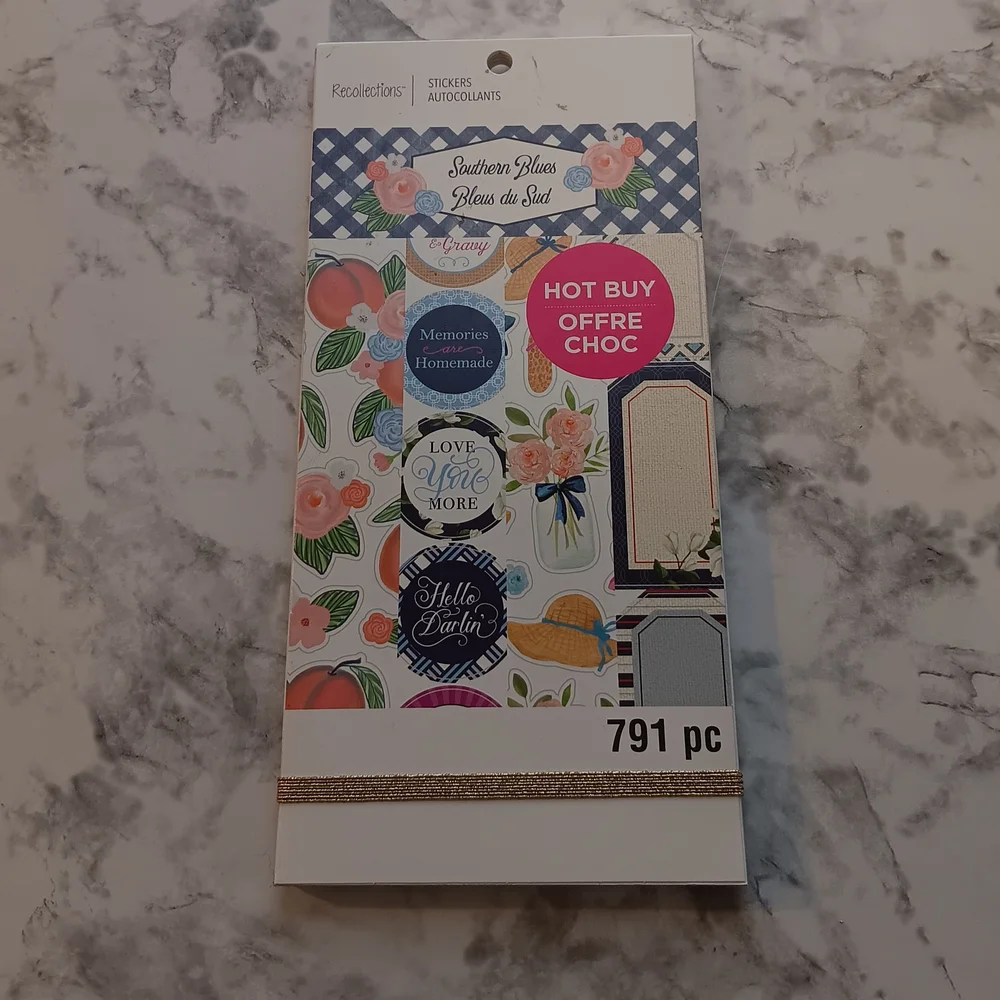 Recollections™
STICKERS
AUTOCOLLANTS
Southern Blues
Bleus du Sud
& Gravy
HOT BUY
OFFRE
CHOC
Memories
are
Homemade
LOVE
You
MORE
Hello
Darlin'
791 pc